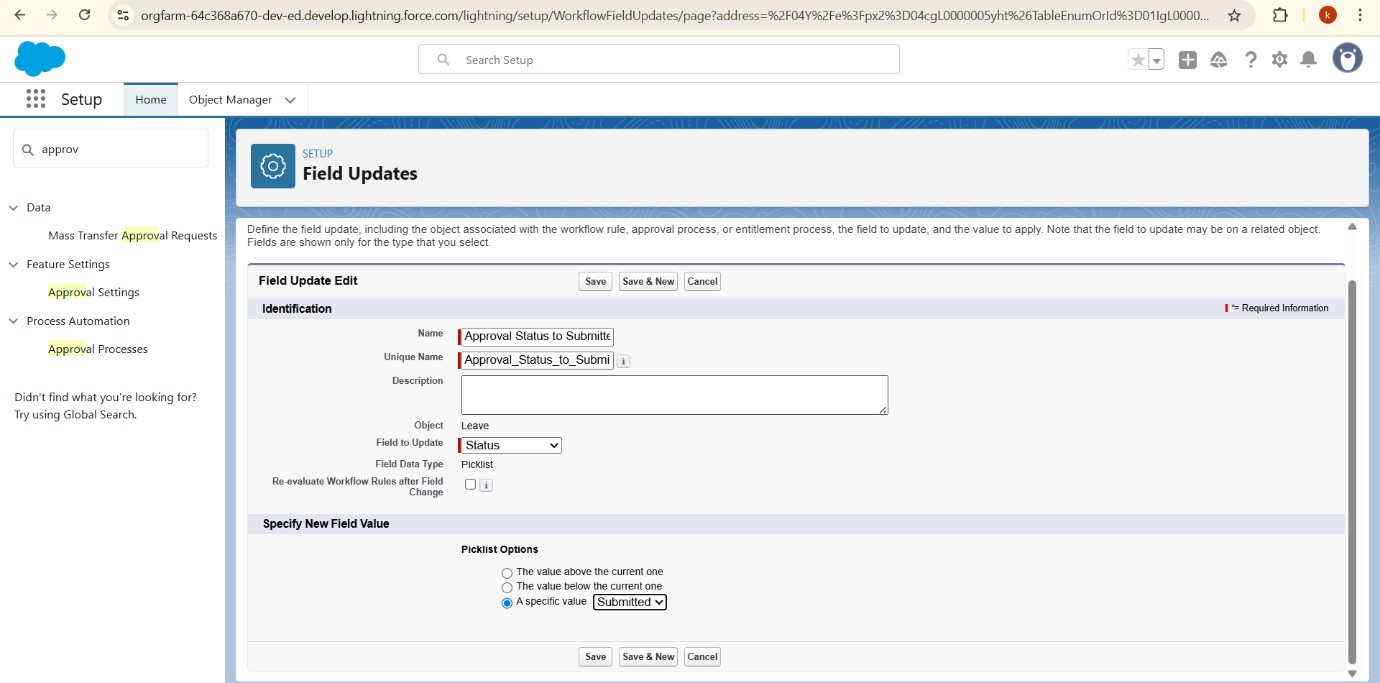 orgfarm-64c368a670-dev-ed.develop.lightning.force.com/lightning/setup/WorkflowFieldUpdates/page?address=%2F04Y%2Fe%3Fpx2%3D04cgL0000005yht%26TableEnumOrId%3D01IgL0000...
k
Search Setup
Setup
Home
Object Manager
approv
Data
Mass Transfer Approval Requests
Feature Settings
Approval Settings
Process Automation
Approval Processes
Didn't find what you're looking for?
Try using Global Search.
SETUP
Field Updates
Define the field update, including the object associated with the workflow rule, approval process, or entitlement process, the field to update, and the value to apply. Note that the field to update may be on a related object.
Fields are shown only for the type that you select.
Field Update Edit
Save
Save & New
Cancel
Identification
= Required Information
Name
Approval Status to Submitte
Unique Name
Approval_Status_to_Submi
i
Description
Object
Leave
Field to Update
Status
Field Data Type
Picklist
Re-evaluate Workflow Rules after Field
Change
i
Specify New Field Value
Picklist Options
The value above the current one
The value below the current one
A specific value
Submitted
Save
Save & New
Cancel